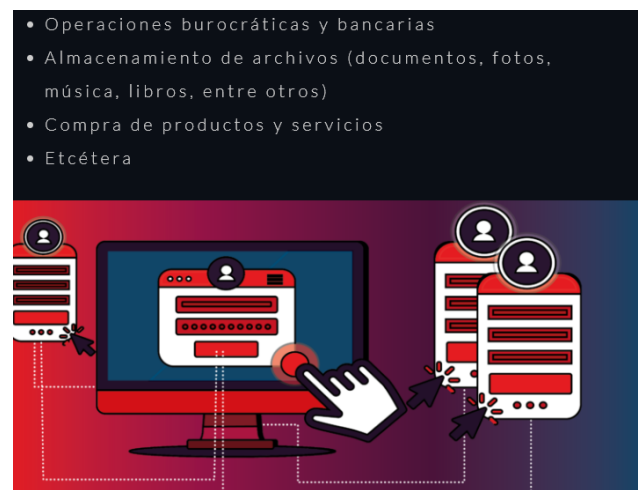 • Operaciones burocráticas y bancarias
• Almacenamiento de archivos (documentos, fotos,
música, libros, entre otros)
• Compra de productos y servicios
• Etcétera